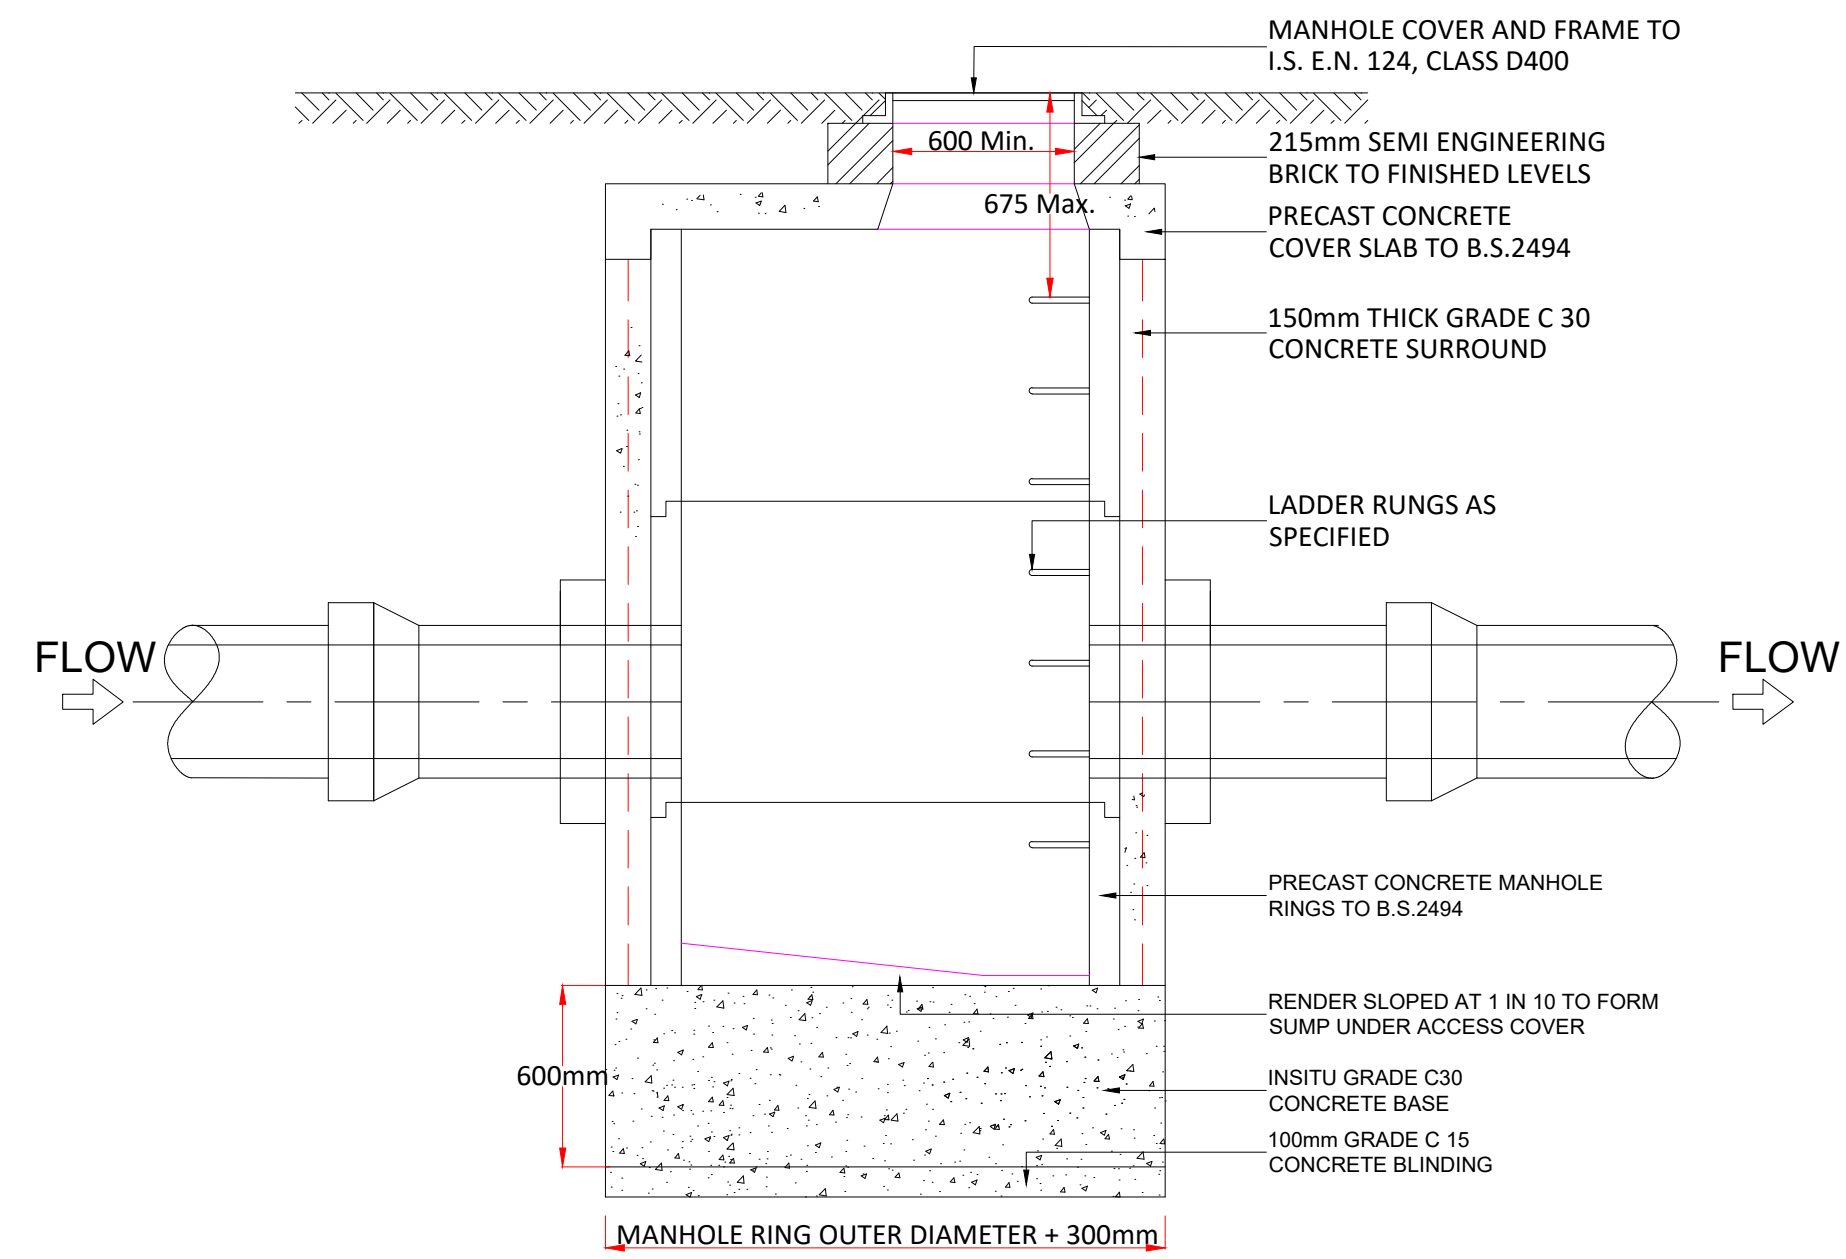 MANHOLE COVER AND FRAME TO
I.S. E.N. 124, CLASS D400
600 Min.
215mm SEMI ENGINEERING
BRICK TO FINISHED LEVELS
675 Max.
PRECAST CONCRETE
COVER SLAB TO B.S.2494
150mm THICK GRADE C 30
CONCRETE SURROUND
LADDER RUNGS AS
SPECIFIED
FLOW
FLOW
PRECAST CONCRETE MANHOLE
RINGS TO B.S.2494
RENDER SLOPED AT 1 IN 10 TO FORM
SUMP UNDER ACCESS COVER
600mm
INSITU GRADE C30
CONCRETE BASE
100mm GRADE C 15
CONCRETE BLINDING
MANHOLE RING OUTER DIAMETER + 300mm